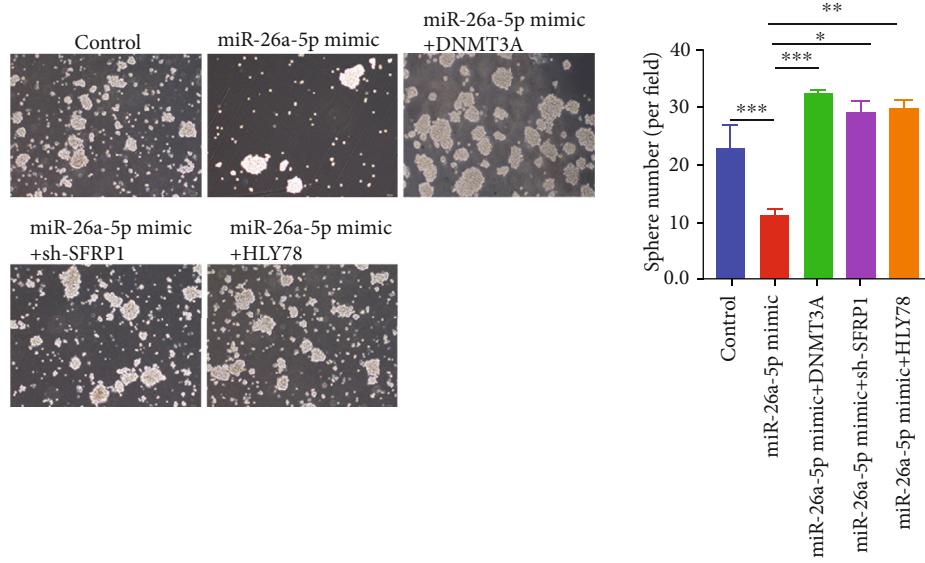 Control
miR-26a-5p mimic
miR-26a-5p mimic
+DNMT3A
miR-26a-5p mimic
+sh-SFRP1
miR-26a-5p mimic
+HLY78
Sphere number (per field)
40
30
20
10
0.0
**
*
***
***
Control
miR-26a-5p mimic
miR-26a-5p mimic+DNMT3A
miR-26a-5p mimic+sh-SFRP1
miR-26a-5p mimic+HLY78